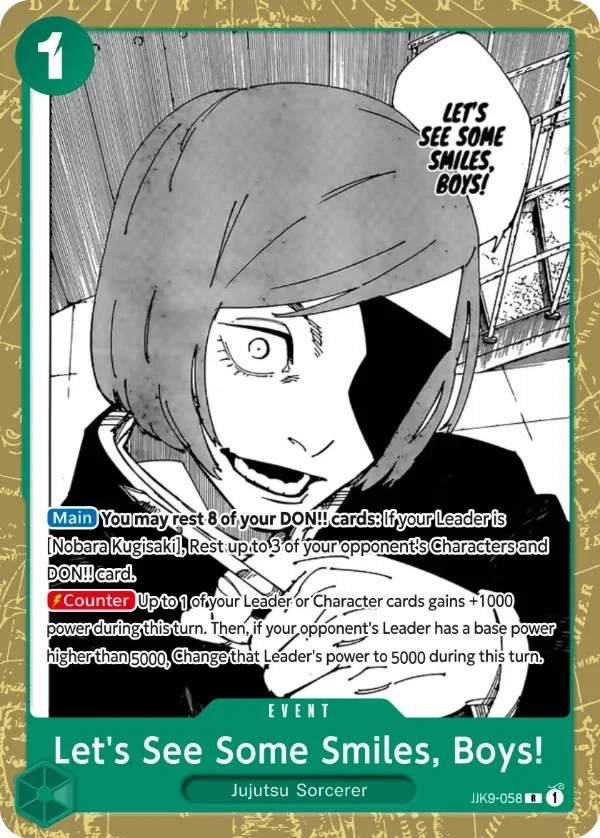 1
LET'S
SEE SOME
SMILES,
BOYS!
Main You may rest 8 of your DON!! cards: If your Leader is
[Nobara Kugisaki], Rest up to 3 of your opponent's Characters and
DON!! card.
Counter Up to 1 of your Leader or Character cards gains +1000
power during this turn. Then, if your opponent's Leader has a base power
higher than 5000, Change that Leader's power to 5000 during this turn.
EVENT
Let's See Some Smiles, Boys!
Jujutsu Sorcerer
JJK9-058 R 1